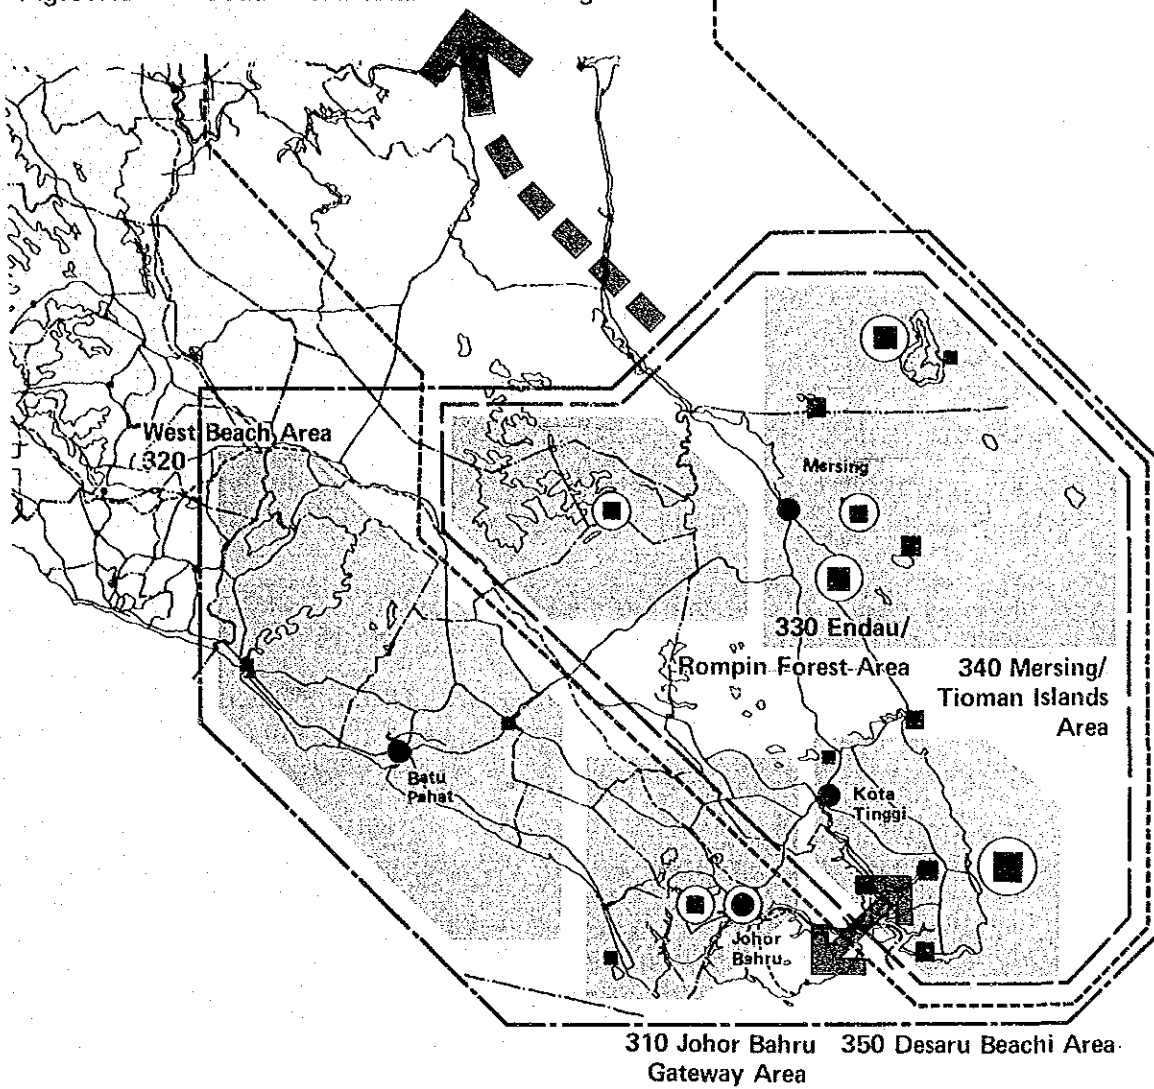 West Beach Area
320
Mersing
330 Endau/
Rompin Forest Area
340 Mersing/
Tioman Islands
Area
Batu
Pahat
Kota
Tinggi
Johor
Bahru
310 Johor Bahru
Gateway Area
350 Desaru Beachi Area